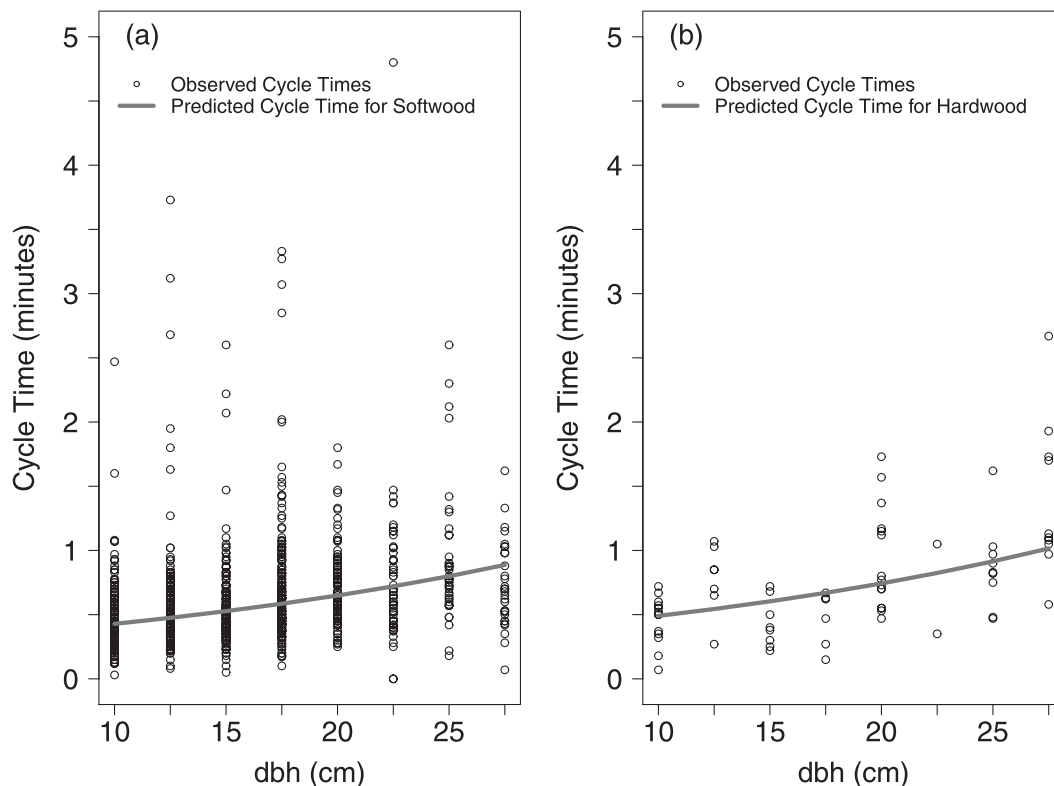 (a)
Observed Cycle Times
Predicted Cycle Time for Softwood
Cycle Time (minutes)
5
4
3
2
1
0
10 15 20 25
dbh (cm)
(b)
Observed Cycle Times
Predicted Cycle Time for Hardwood
Cycle Time (minutes)
5
4
3
2
1
0
10 15 20 25
dbh (cm)